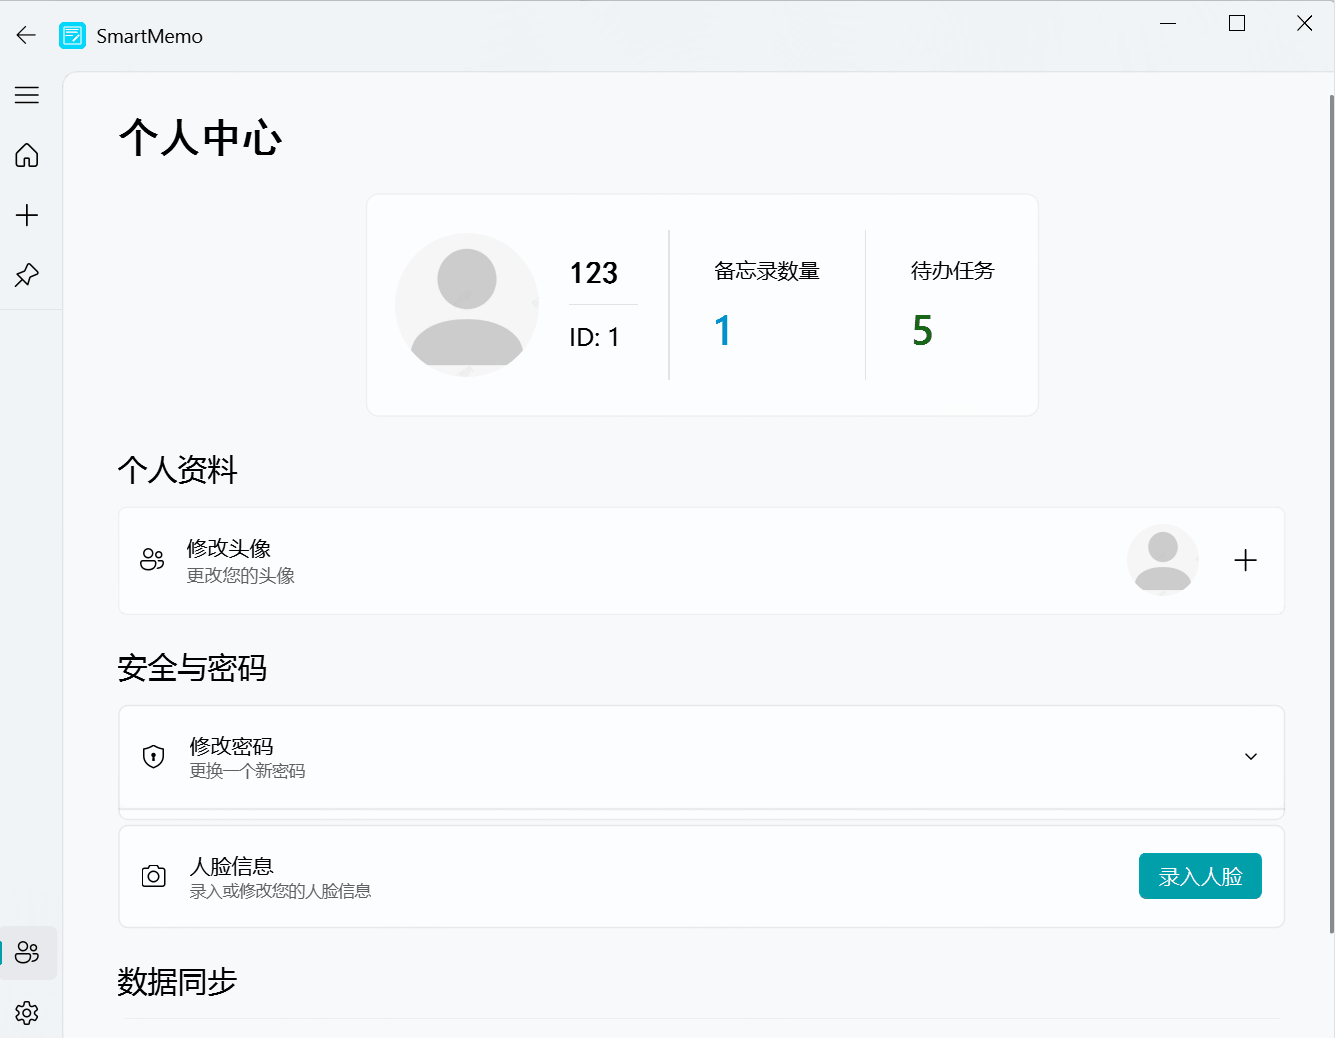 SmartMemo
个人中心
123
ID: 1
备忘录数量
1
待办任务
5
个人资料
修改头像
更改您的头像
安全与密码
修改密码
更换一个新密码
人脸信息
录入或修改您的人脸信息
录入人脸
数据同步